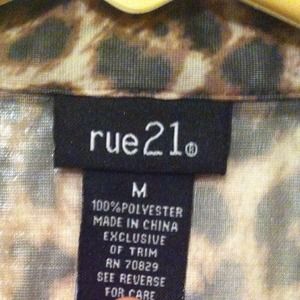 rue21®
M
100%POLYESTER
MADE IN CHINA
EXCLUSIVE
OF TRIM
RN 70829
SEE REVERSE
FOR CARE